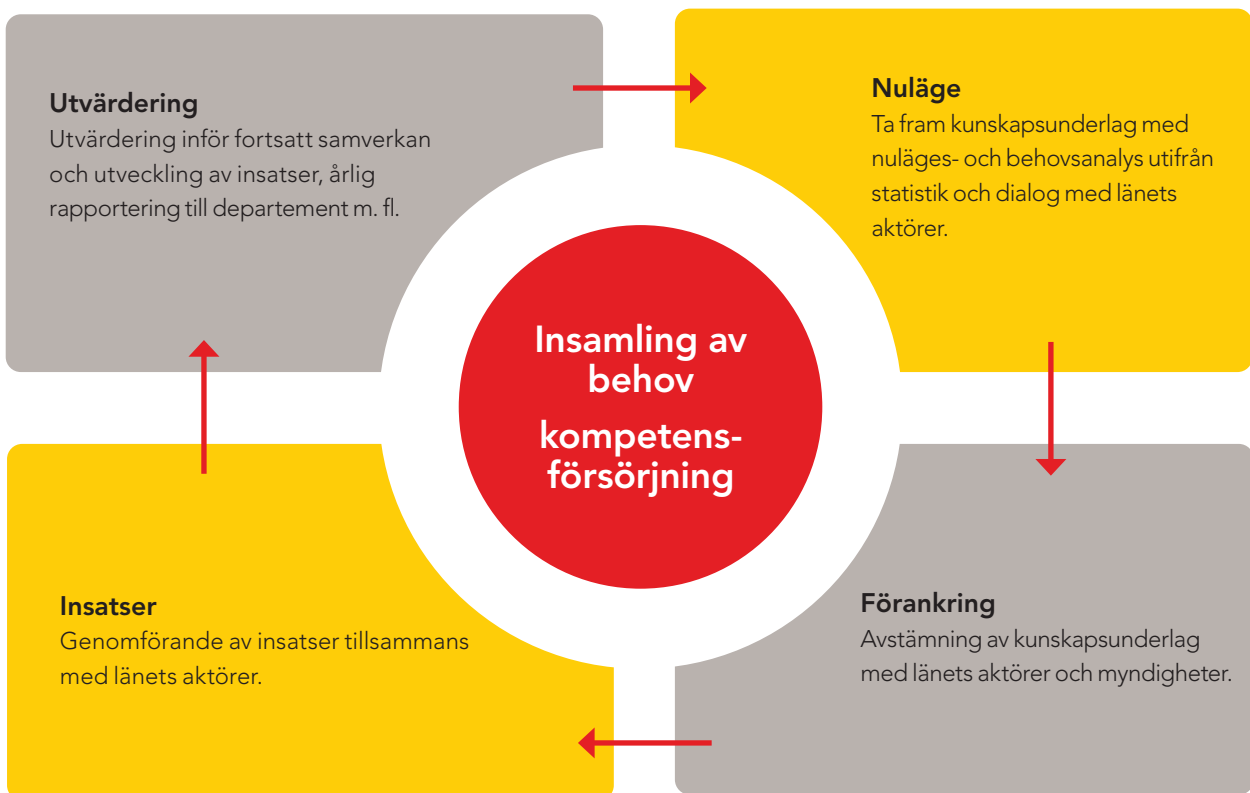 Utvärdering
Utvärdering inför fortsatt samverkan
och utveckling av insatser, årlig
rapportering till departement m. fl.
Nuläge
Ta fram kunskapsunderlag med
nuläges- och behovsanalys utifrån
statistik och dialog med länets
aktörer.
Insamling av
behov
kompetens-
försörjning
Insatser
Genomförande av insatser tillsammans
med länets aktörer.
Förankring
Avstämning av kunskapsunderlag
med länets aktörer och myndigheter.